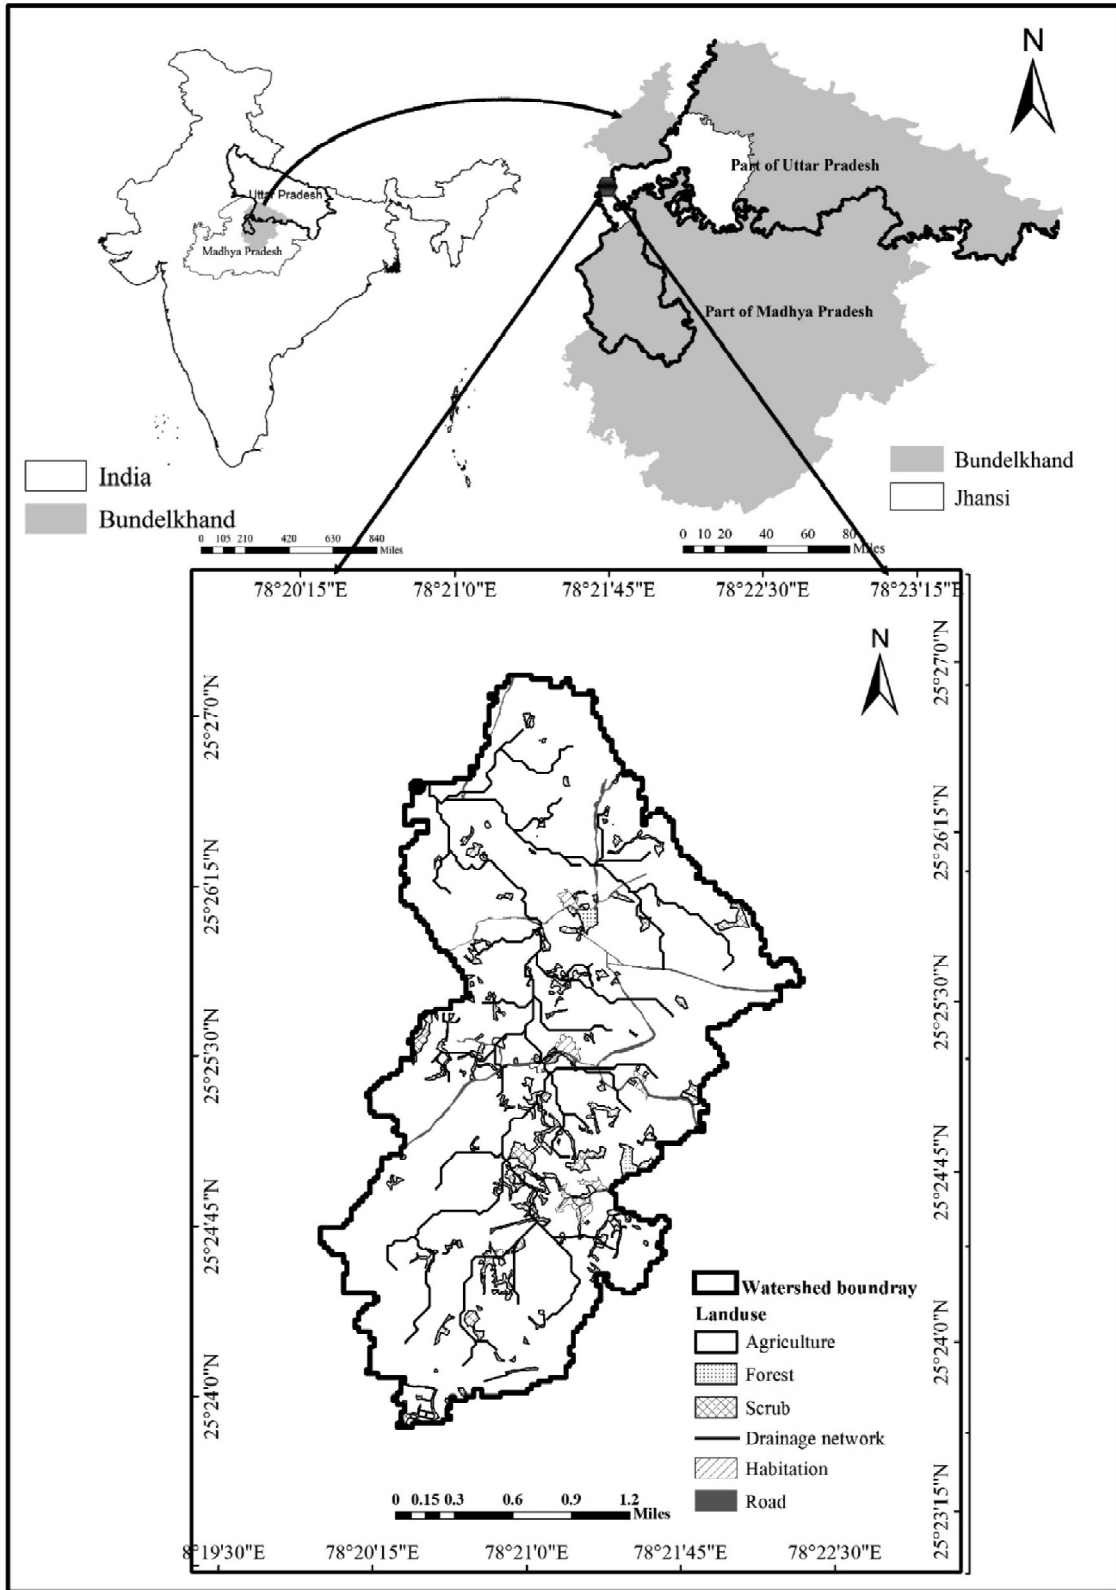 N
Uttar Pradesh
Madhya Pradesh
Part of Uttar Pradesh
Part of Madhya Pradesh
India
Bundelkhand
0 105 210 420 630 840
Miles
Bundelkhand
Jhansi
0 10 20 40 60 80
Miles
78°20'15"E 78°21'0"E 78°21'45"E 78°22'30"E 78°23'15"E
N
25°27'0"N
25°26'15"N
25°25'30"N
25°24'45"N
25°24'0"N
25°27'0"N
25°26'15"N
25°25'30"N
25°24'45"N
25°24'0"N
25°23'15"N
Watershed boundray
Landuse
Agriculture
Forest
Scrub
Drainage network
Habitation
Road
0 0.15 0.3 0.6 0.9 1.2
Miles
8°19'30"E 78°20'15"E 78°21'0"E 78°21'45"E 78°22'30"E